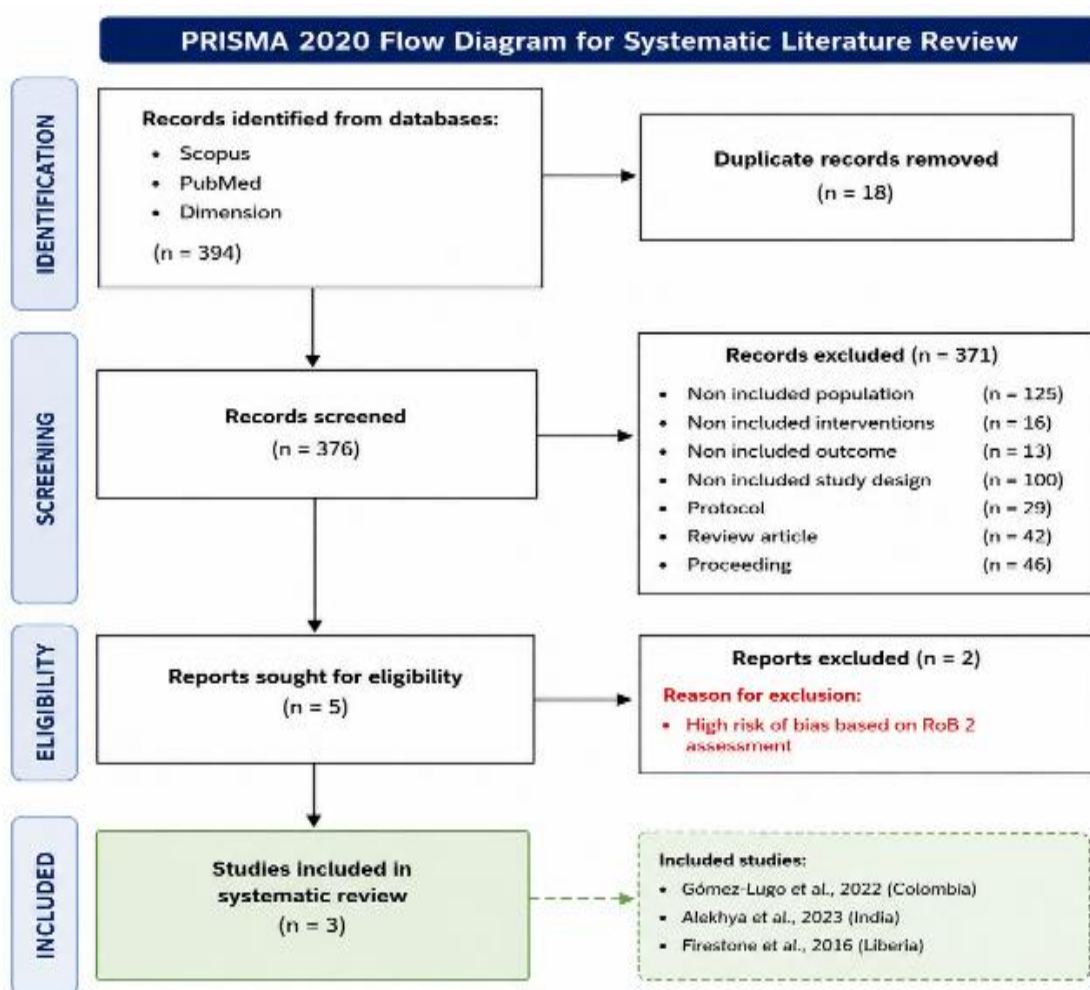 PRISMA 2020 Flow Diagram for Systematic Literature Review
IDENTIFICATION
Records identified from databases:
• Scopus
• PubMed
• Dimension
(n = 394)
Duplicate records removed
(n = 18)
SCREENING
Records screened
(n = 376)
Records excluded (n = 371)
• Non included population (n = 125)
• Non included interventions (n = 16)
• Non included outcome (n = 13)
• Non included study design (n = 100)
• Protocol (n = 29)
• Review article (n = 42)
• Proceeding (n = 46)
ELIGIBILITY
Reports sought for eligibility
(n = 5)
Reports excluded (n = 2)
Reason for exclusion:
• High risk of bias based on RoB 2
assessment
INCLUDED
Studies included in
systematic review
(n = 3)
Included studies:
• Gómez-Lugo et al., 2022 (Colombia)
• Alekhya et al., 2023 (India)
• Firestone et al., 2016 (Liberia)